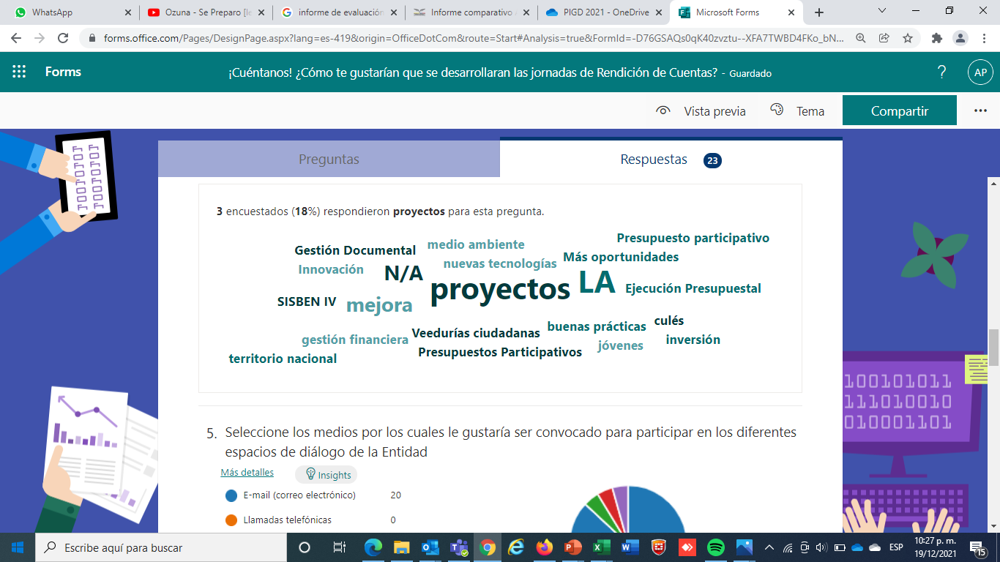 WhatsApp
Ozuna - Se Preparo [le
informe de evaluación
Informe comparativo
PIGD 2021 - OneDrive
Microsoft Forms
forms.office.com/Pages/DesignPage.aspx?lang=es-419&origin=OfficeDotCom&route=Start#Analysis=true&FormId=-D76GSAQs0qK40zvztu--XFA7TWBD4FKo_bN...
Forms
¡Cuéntanos! ¿Cómo te gustarían que se desarrollaran las jornadas de Rendición de Cuentas? - Guardado
?
AP
Vista previa
Tema
Compartir
...
Preguntas
Respuestas 23
3 encuestados (18%) respondieron proyectos para esta pregunta.
Presupuesto participativo
Gestión Documental
medio ambiente
Más oportunidades
nuevas tecnologías
Innovación
N/A
proyectos
LA
Ejecución Presupuestal
SISBEN IV
mejora
culés
buenas prácticas
Veedurías ciudadanas
gestión financiera
inversión
jóvenes
Presupuestos Participativos
territorio nacional
5. Seleccione los medios por los cuales le gustaría ser convocado para participar en los diferentes
espacios de diálogo de la Entidad
Más detalles
Insights
E-mail (correo electrónico) 20
Llamadas telefónicas 0
100101011
111010010
010001101
Escribe aquí para buscar
ESP
10:27 p. m.
19/12/2021
15